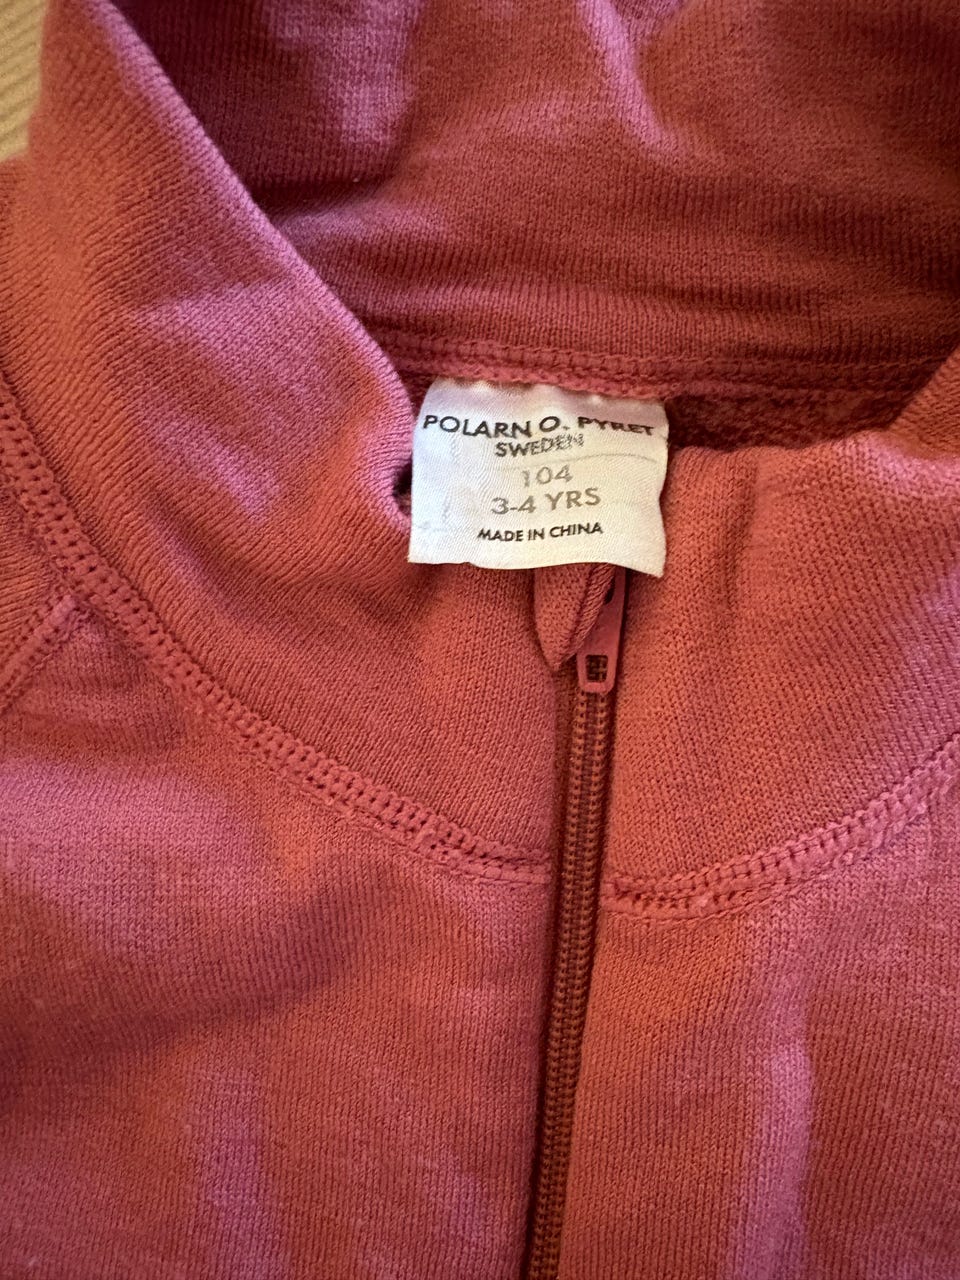 POLARN O. PYRET
SWEDEN
104
3-4 YRS
MADE IN CHINA